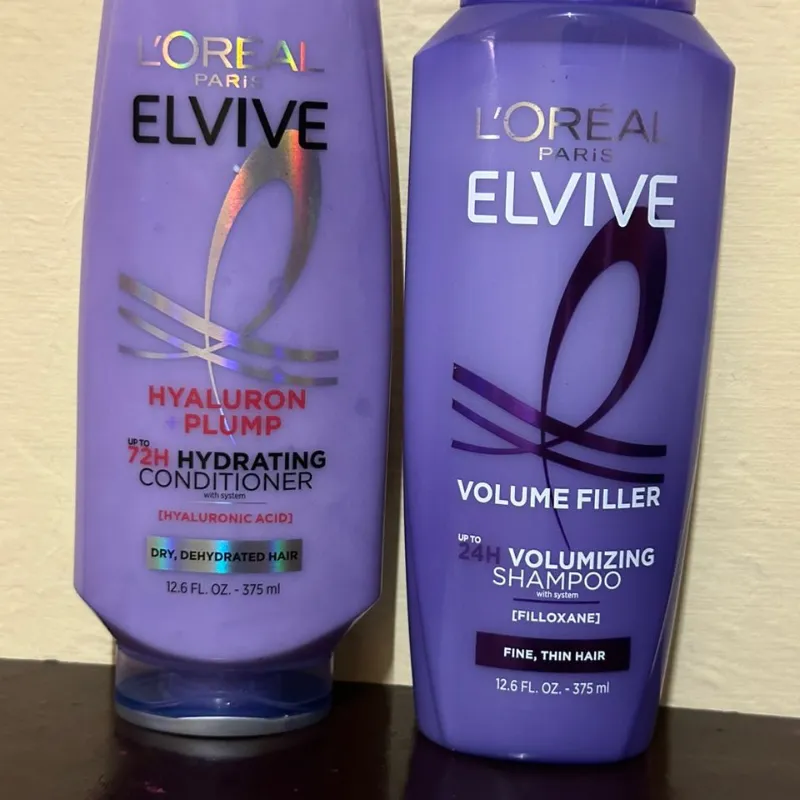 L'ORÉAL
PARiS
ELVIVE
HYALURON
+ PLUMP
UP TO
72H HYDRATING
CONDITIONER
with system
[HYALURONIC ACID]
DRY, DEHYDRATED HAIR
12.6 FL. OZ. - 375 ml
L'ORÉAL
PARiS
ELVIVE
VOLUME FILLER
UP TO
24H VOLUMIZING
SHAMPOO
with system
[FILLOXANE]
FINE, THIN HAIR
12.6 FL. OZ. - 375 ml